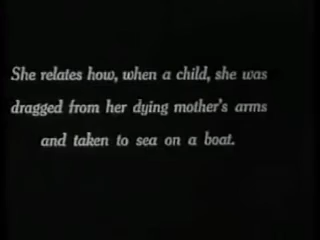 She relates how, when a child, she was
dragged from her dying mother's arms
and taken to sea on a boat.